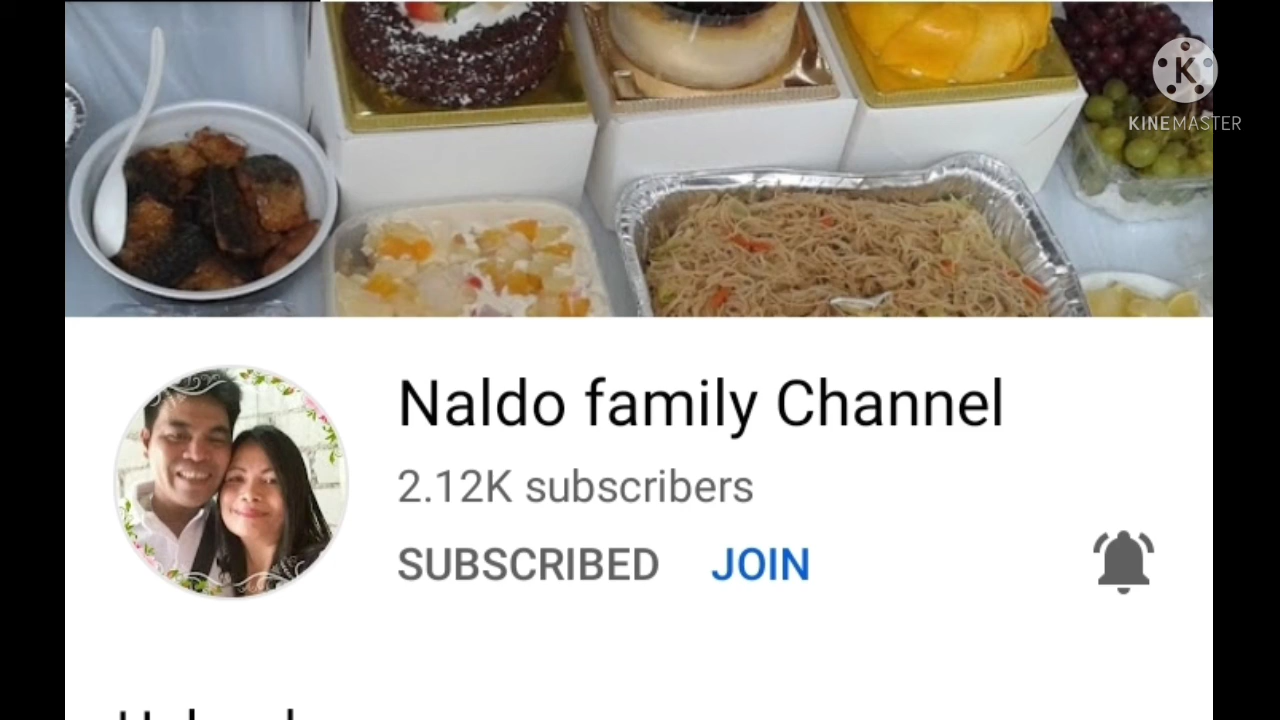 K
KINEMASTER
Naldo family Channel
2.12K subscribers
SUBSCRIBED JOIN